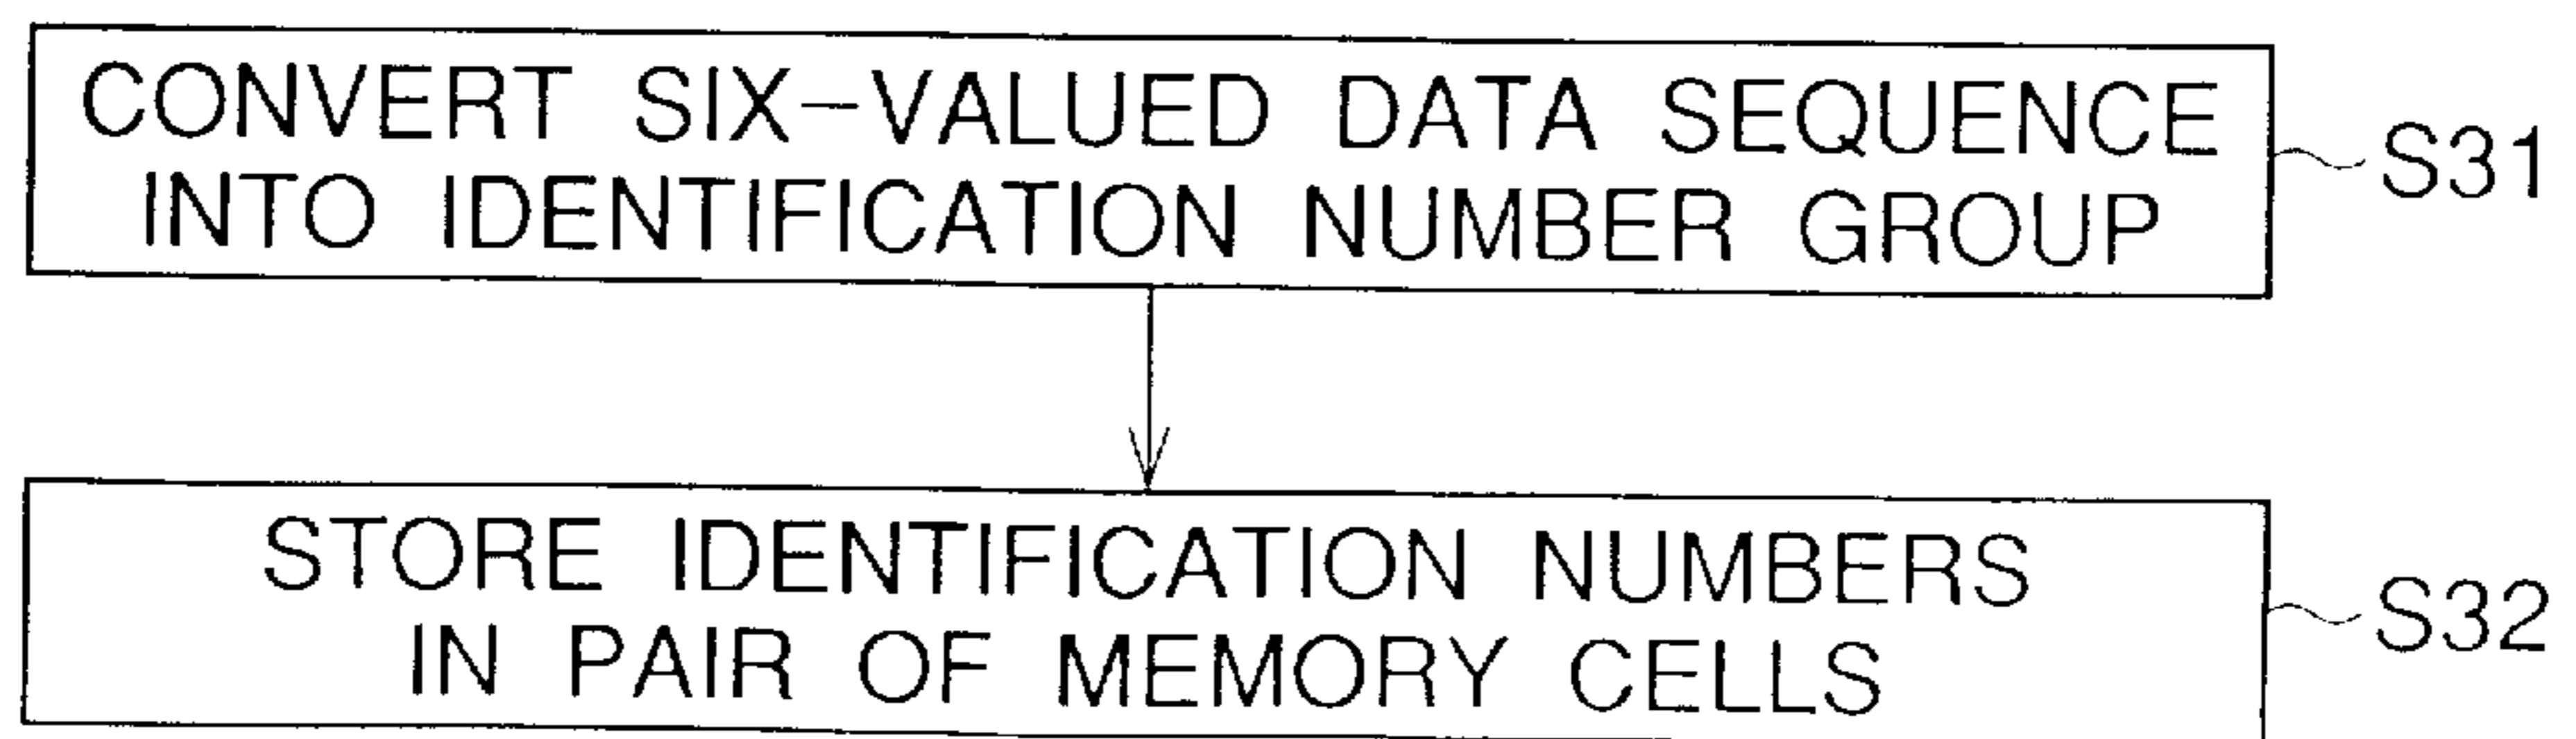 CONVERT SIX-VALUED DATA SEQUENCE
INTO IDENTIFICATION NUMBER GROUP
S31
STORE IDENTIFICATION NUMBERS
IN PAIR OF MEMORY CELLS
S32